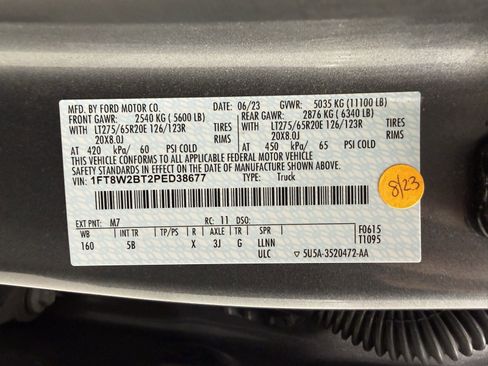 MFD. BY FORD MOTOR CO. 06/23 GVWR: 5035 KG (11100 LB)
FRONT GAWR: 2540 KG (5600 LB) REAR GAWR: 2876 KG (6340 LB)
WITH LT275/65R20E 126/123R TIRES WITH LT275/65R20E 126/123R TIRES
20X8.0J RIMS 20X8.0J RIMS
AT 420 kPa/ 60 PSI COLD AT 450 kPa/ 65 PSI COLD
THIS VEHICLE CONFORMS TO ALL APPLICABLE FEDERAL MOTOR VEHICLE
SAFETY STANDARDS IN EFFECT ON THE DATE OF MANUFACTURE SHOWN ABOVE.
VIN: 1FT8W2BT2PED38677 TYPE: Truck
8/23
EXT PNT: M7 RC: 11 DSO: F0615
WB INT TR TP/PS R AXLE TR SPR T1095
160 5B X 3J G LLNN
ULC ▽ 5U5A-3520472-AA